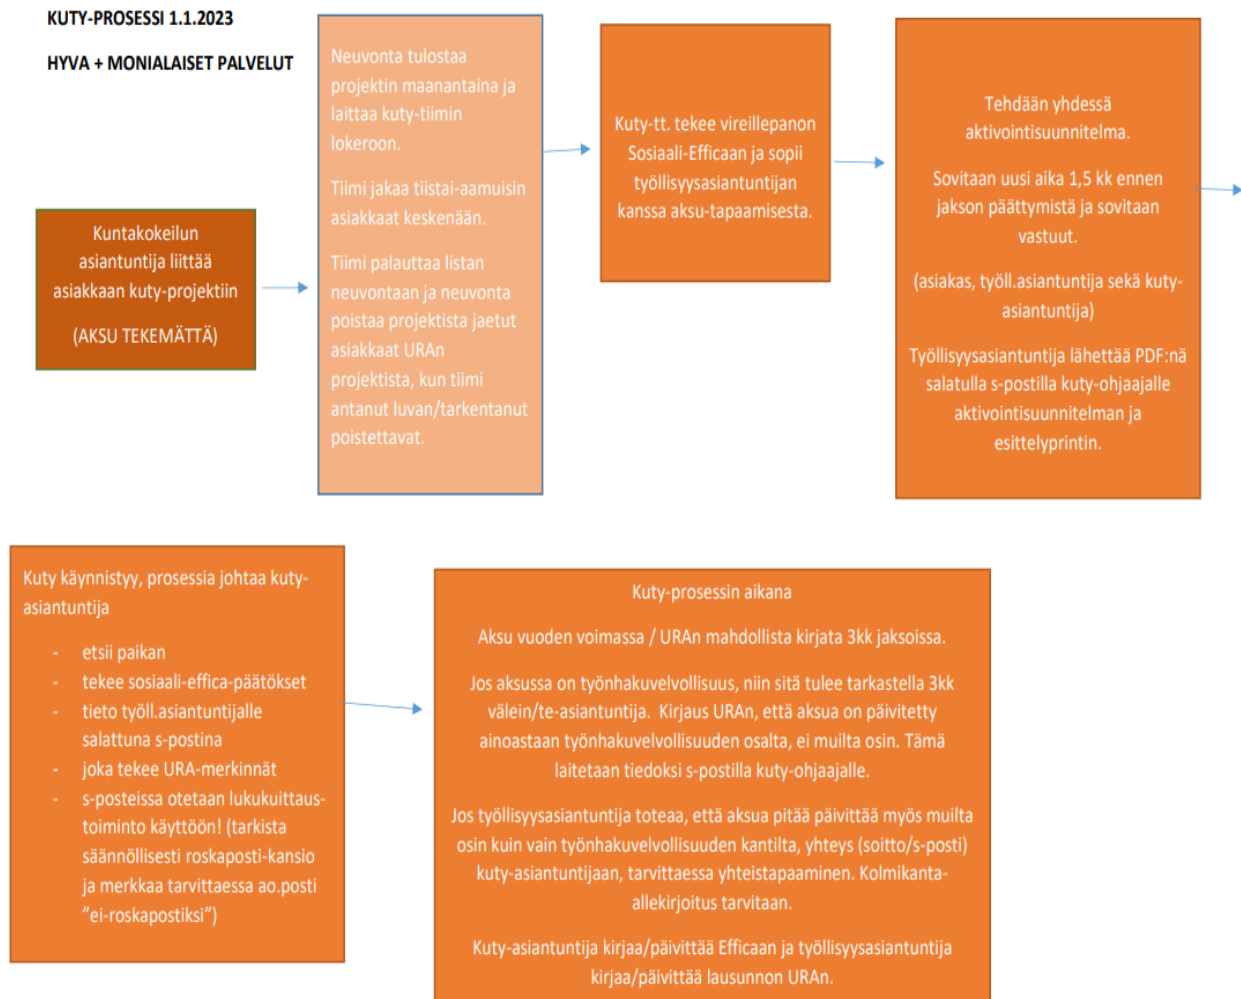 KUTY-PROSESSI 1.1.2023
HYVA + MONIALAISET PALVELUT
Kuntakokeilun
asiantuntija liittää
asiakkaan kuty-projektiin
(AKSU TEKEMÄTTÄ)
Neuvonta tulostaa
projektin maanantaina ja
laittaa kuty-tiimin
lokeroon.
Tiimi jakaa tiistai-aamuisin
asiakkaat keskenään.
Tiimi palauttaa listan
neuvontaan ja neuvonta
poistaa projektista jaetut
asiakkaat URAn
projektista, kun tiimi
antanut luvan/tarkentanut
poistettavat.
Kuty-tt. tekee vireillepanon
Sosiaali-Efficaan ja sopii
työllisyysasiantuntijan
kanssa aksu-tapaamisesta.
Tehdään yhdessä
aktivointisuunnitelma.
Sovitaan uusi aika 1,5 kk ennen
jakson päättymistä ja sovitaan
vastuut.
(asiakas, työll.asiantuntija sekä kuty-
asiantuntija)
Työllisyysasiantuntija lähettää PDF:nä
salatulla s-postilla kuty-ohjaajalle
aktivointisuunnitelman ja
esittelyprintin.
Kuty käynnistyy, prosessia johtaa kuty-
asiantuntija
- etsii paikan
- tekee sosiaali-effica-päätökset
- tieto työll.asiantuntijalle
salattuna s-postina
- joka tekee URA-merkinnät
- s-posteissa otetaan lukukuittaus-
toiminto käyttöön! (tarkista
säännöllisesti roskaposti-kansio
ja merkkaa tarvittaessa ao.posti
"ei-roskapostiksi")
Kuty-prosessin aikana
Aksu vuoden voimassa / URAn mahdollista kirjata 3kk jaksoissa.
Jos aksussa on työnhakuvelvollisuus, niin sitä tulee tarkastella 3kk
välein/te-asiantuntija. Kirjaus URAn, että aksua on päivitetty
ainoastaan työnhakuvelvollisuuden osalta, ei muilta osin. Tämä
laitetaan tiedoksi s-postilla kuty-ohjaajalle.
Jos työllisyysasiantuntija toteaa, että aksua pitää päivittää myös muilta
osin kuin vain työnhakuvelvollisuuden kantilta, yhteys (soitto/s-posti)
kuty-asiantuntijaan, tarvittaessa yhteistapaaminen. Kolmikanta-
allekirjoitus tarvitaan.
Kuty-asiantuntija kirjaa/päivittää Efficaan ja työllisyysasiantuntija
kirjaa/päivittää lausunnon URAn.